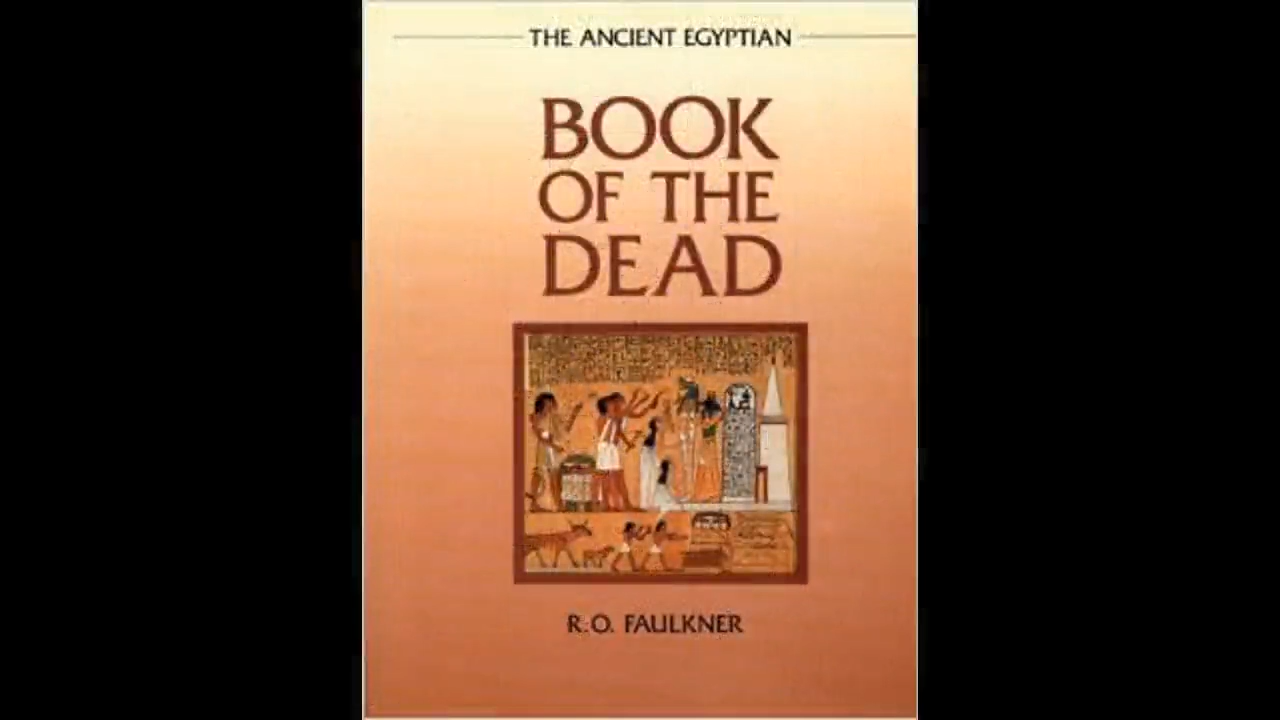 THE ANCIENT EGYPTIAN
BOOK
OF THE
DEAD
R.O. FAULKNER